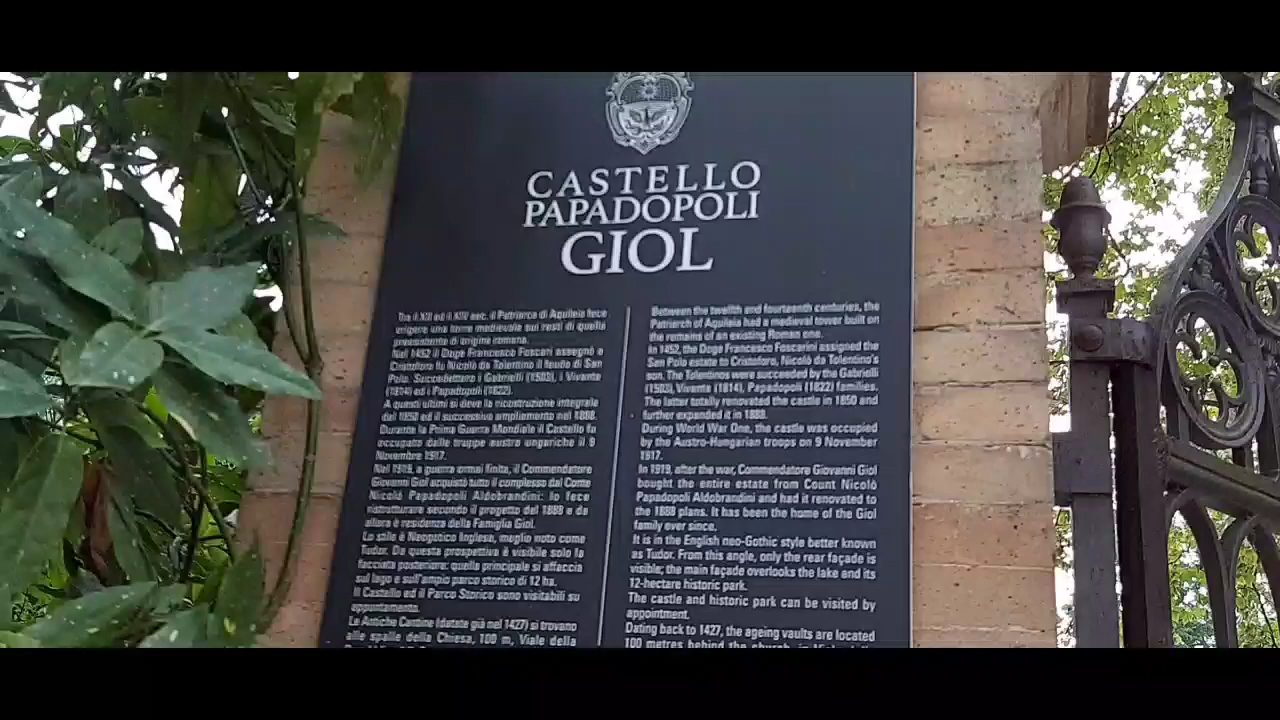 CASTELLO
PAPADOPOLI
GIOL
Tra il XII ed il XIV sec. il Patriarca di Aquileia fece
erigere una torre medievale sui resti di quella
preesistente di origine romana.
Nel 1452 il Doge Francesco Foscari assegnò a
Cristoforo fu Nicolò da Tolentino il feudo di San
Polo. Succedettero i Gabrielli (1503), i Vivante
(1814) ed i Papadopoli (1822).
A questi ultimi si deve la ricostruzione integrale
del 1850 ed il successivo ampliamento nel 1888.
Durante la Prima Guerra Mondiale il Castello fu
occupato dalle truppe austro ungariche il 9
Novembre 1917.
Nel 1919, a guerra ormai finita, il Commendatore
Giovanni Giol acquistò tutto il complesso dal Conte
Nicolò Papadopoli Aldobrandini: lo fece
ristrutturare secondo il progetto del 1888 e da
allora è residenza della Famiglia Giol.
Lo stile è Neogotico Inglese, meglio noto come
Tudor. Da questa prospettiva è visibile solo la
facciata posteriore: quella principale si affaccia
sul lago e sull'ampio parco storico di 12 ha.
Il Castello ed il Parco Storico sono visitabili su
appuntamento.
Le Antiche Cantine (datate già nel 1427) si trovano
alle spalle della Chiesa, 100 m, Viale della
Between the twelfth and fourteenth centuries, the
Patriarch of Aquileia had a medieval tower built on
the remains of an existing Roman one.
In 1452, the Doge Francesco Foscarini assigned the
San Polo estate to Cristoforo, Nicolò da Tolentino's
son. The Tolentinos were succeeded by the Gabrielli
(1503), Vivante (1814), Papadopoli (1822) families.
The latter totally renovated the castle in 1850 and
further expanded it in 1888.
During World War One, the castle was occupied
by the Austro-Hungarian troops on 9 November
1917.
In 1919, after the war, Commendatore Giovanni Giol
bought the entire estate from Count Nicolò
Papadopoli Aldobrandini and had it renovated to
the 1888 plans. It has been the home of the Giol
family ever since.
It is in the English neo-Gothic style better known
as Tudor. From this angle, only the rear façade is
visible; the main façade overlooks the lake and its
12-hectare historic park.
The castle and historic park can be visited by
appointment.
Dating back to 1427, the ageing vaults are located
100 metres behind the church, in